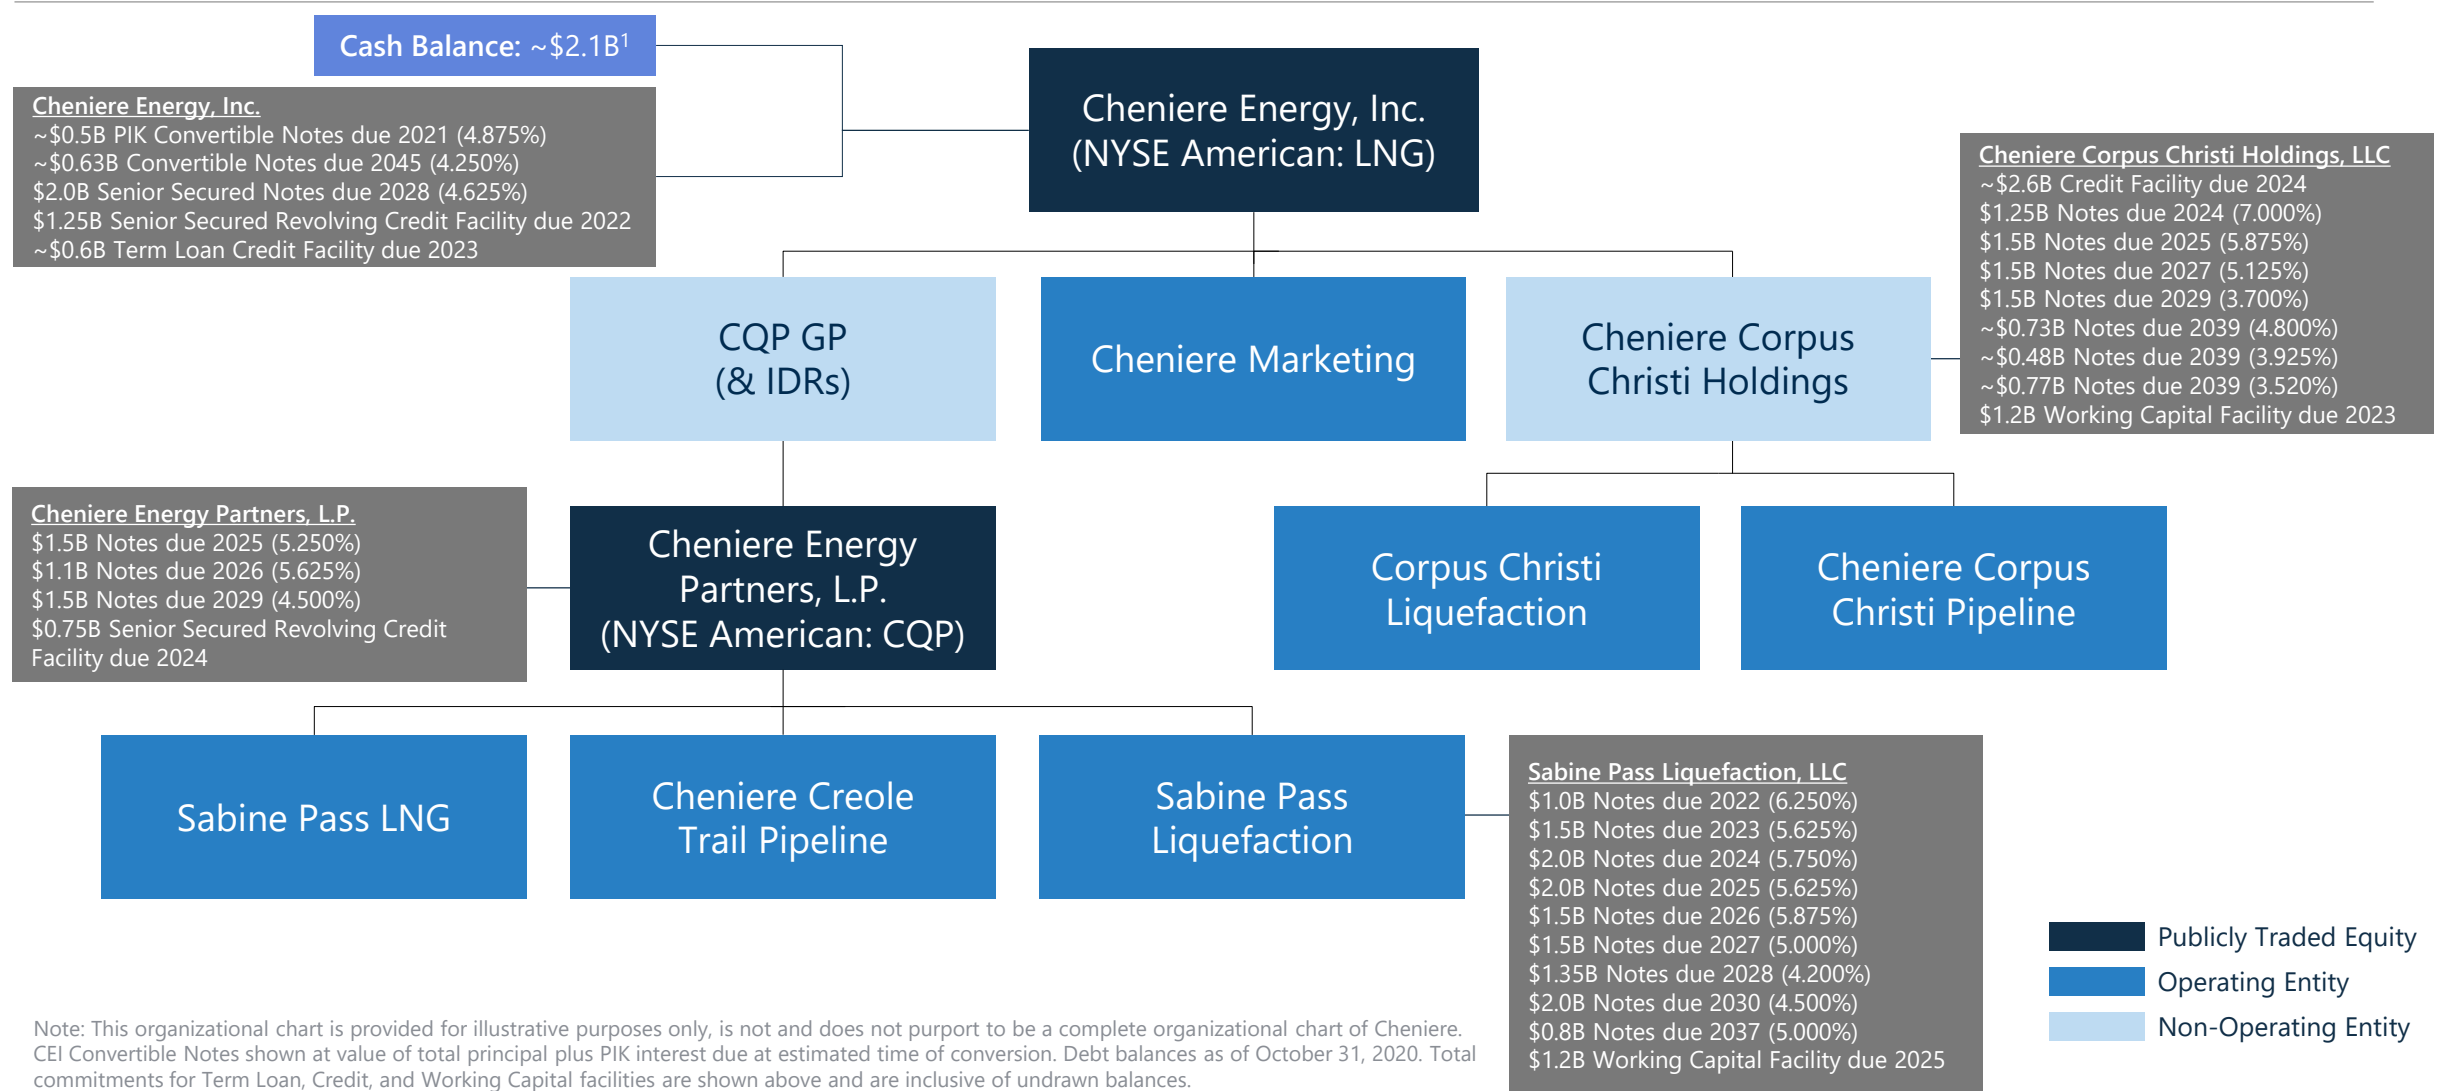 Cash Balance: ~$2.1B1
Cheniere Energy, Inc.
~$0.5B PIK Convertible Notes due 2021 (4.875%)
~$0.63B Convertible Notes due 2045 (4.250%)
$2.0B Senior Secured Notes due 2028 (4.625%)
$1.25B Senior Secured Revolving Credit Facility due 2022
~$0.6B Term Loan Credit Facility due 2023
Cheniere Energy, Inc.
(NYSE American: LNG)
Cheniere Corpus Christi Holdings, LLC
~$2.6B Credit Facility due 2024
$1.25B Notes due 2024 (7.000%)
$1.5B Notes due 2025 (5.875%)
$1.5B Notes due 2027 (5.125%)
$1.5B Notes due 2029 (3.700%)
~$0.73B Notes due 2039 (4.800%)
~$0.48B Notes due 2039 (3.925%)
~$0.77B Notes due 2039 (3.520%)
$1.2B Working Capital Facility due 2023
CQP GP
(& IDRs)
Cheniere Marketing
Cheniere Corpus
Christi Holdings
Cheniere Energy Partners, L.P.
$1.5B Notes due 2025 (5.250%)
$1.1B Notes due 2026 (5.625%)
$1.5B Notes due 2029 (4.500%)
$0.75B Senior Secured Revolving Credit
Facility due 2024
Cheniere Energy
Partners, L.P.
(NYSE American: CQP)
Corpus Christi
Liquefaction
Cheniere Corpus
Christi Pipeline
Sabine Pass LNG
Cheniere Creole
Trail Pipeline
Sabine Pass
Liquefaction
Sabine Pass Liquefaction, LLC
$1.0B Notes due 2022 (6.250%)
$1.5B Notes due 2023 (5.625%)
$2.0B Notes due 2024 (5.750%)
$2.0B Notes due 2025 (5.625%)
$1.5B Notes due 2026 (5.875%)
$1.5B Notes due 2027 (5.000%)
$1.35B Notes due 2028 (4.200%)
$2.0B Notes due 2030 (4.500%)
$0.8B Notes due 2037 (5.000%)
$1.2B Working Capital Facility due 2025
Publicly Traded Equity
Operating Entity
Non-Operating Entity
Note: This organizational chart is provided for illustrative purposes only, is not and does not purport to be a complete organizational chart of Cheniere.
CEI Convertible Notes shown at value of total principal plus PIK interest due at estimated time of conversion. Debt balances as of October 31, 2020. Total
commitments for Term Loan, Credit, and Working Capital facilities are shown above and are inclusive of undrawn balances.